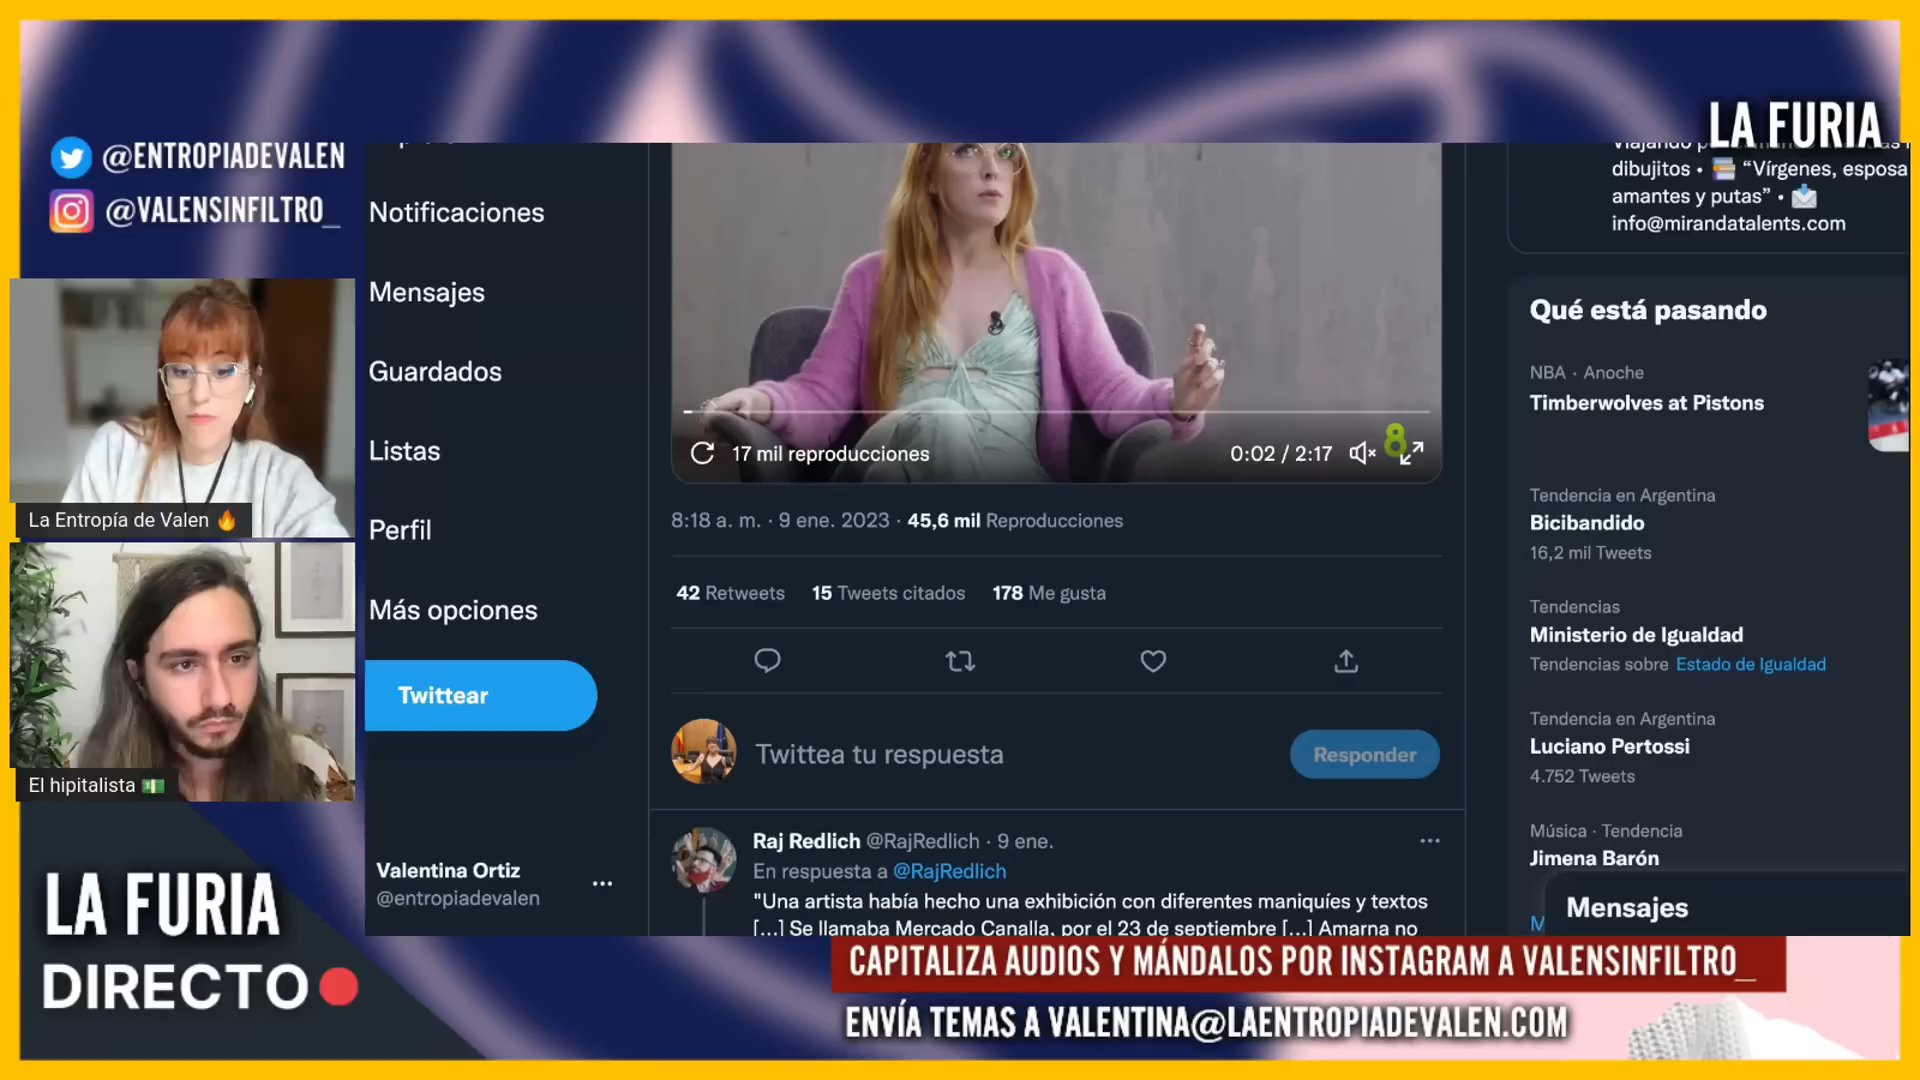 LA FURIA
@ENTROPIADEVALEN
@VALENSINFILTRO_
La Entropía de Valen
El hipitalista
LA FURIA
DIRECTO
Notificaciones
Mensajes
Guardados
Listas
Perfil
Más opciones
Twittear
Valentina Ortiz
@entropiadevalen
17 mil reproducciones
0:02 / 2:17
8
8:18 a. m. · 9 ene. 2023 · 45,6 mil Reproducciones
42 Retweets 15 Tweets citados 178 Me gusta
Twittea tu respuesta
Responder
Raj Redlich @RajRedlich · 9 ene.
En respuesta a @RajRedlich
"Una artista había hecho una exhibición con diferentes maniquíes y textos
[...] Se llamaba Mercado Canalla, por el 23 de septiembre [...] Amarna no
dibujitos • "Vírgenes, esposa
amantes y putas" •
info@mirandatalents.com
Qué está pasando
NBA · Anoche
Timberwolves at Pistons
Tendencia en Argentina
Bicibandido
16,2 mil Tweets
Tendencias
Ministerio de Igualdad
Tendencias sobre Estado de Igualdad
Tendencia en Argentina
Luciano Pertossi
4.752 Tweets
Música · Tendencia
Jimena Barón
Mensajes
CAPITALIZA AUDIOS Y MÁNDALOS POR INSTAGRAM A VALENSINFILTRO_
ENVÍA TEMAS A VALENTINA@LAENTROPIADEVALEN.COM